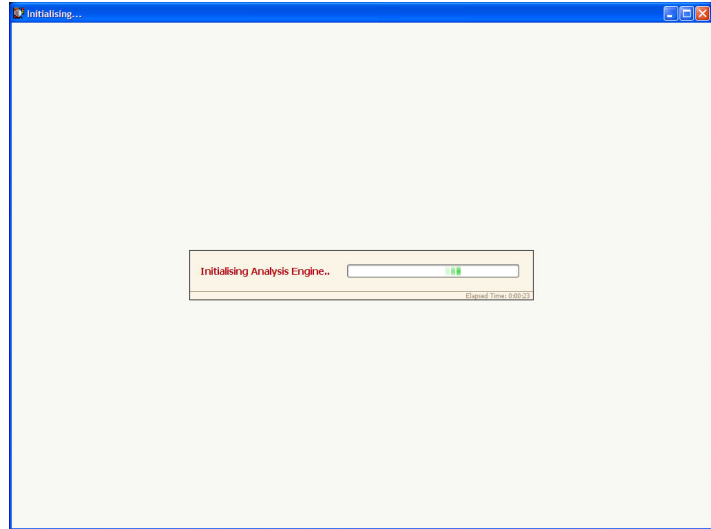 Initialising...
Initialising Analysis Engine..
Elapsed Time: 0:00:23